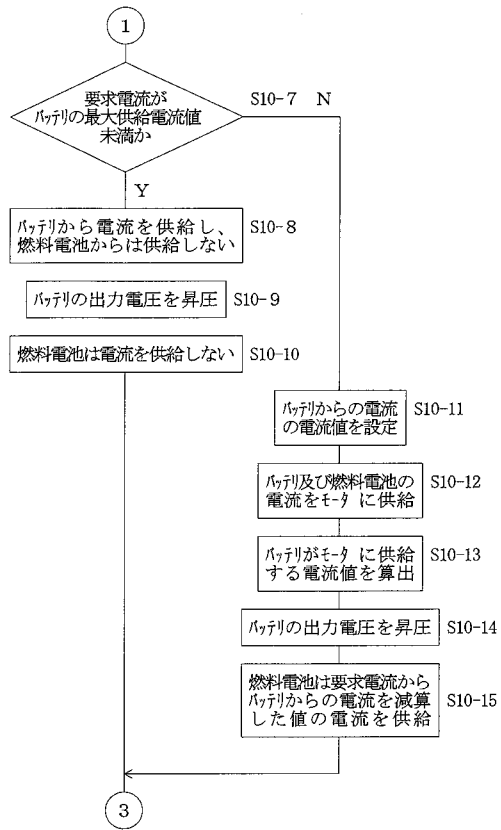 1
要求電流が
バッテリの最大供給電流値
未満か
S10-7 N
Y
バッテリから電流を供給し、
燃料電池からは供給しない
S10-8
バッテリの出力電圧を昇圧
S10-9
燃料電池は電流を供給しない
S10-10
バッテリからの電流
の電流値を設定
S10-11
バッテリ及び燃料電池の
電流をモータ に供給
S10-12
バッテリがモータ に供給
する電流値を算出
S10-13
バッテリの出力電圧を昇圧
S10-14
燃料電池は要求電流から
バッテリからの電流を減算
した値の電流を供給
S10-15
3